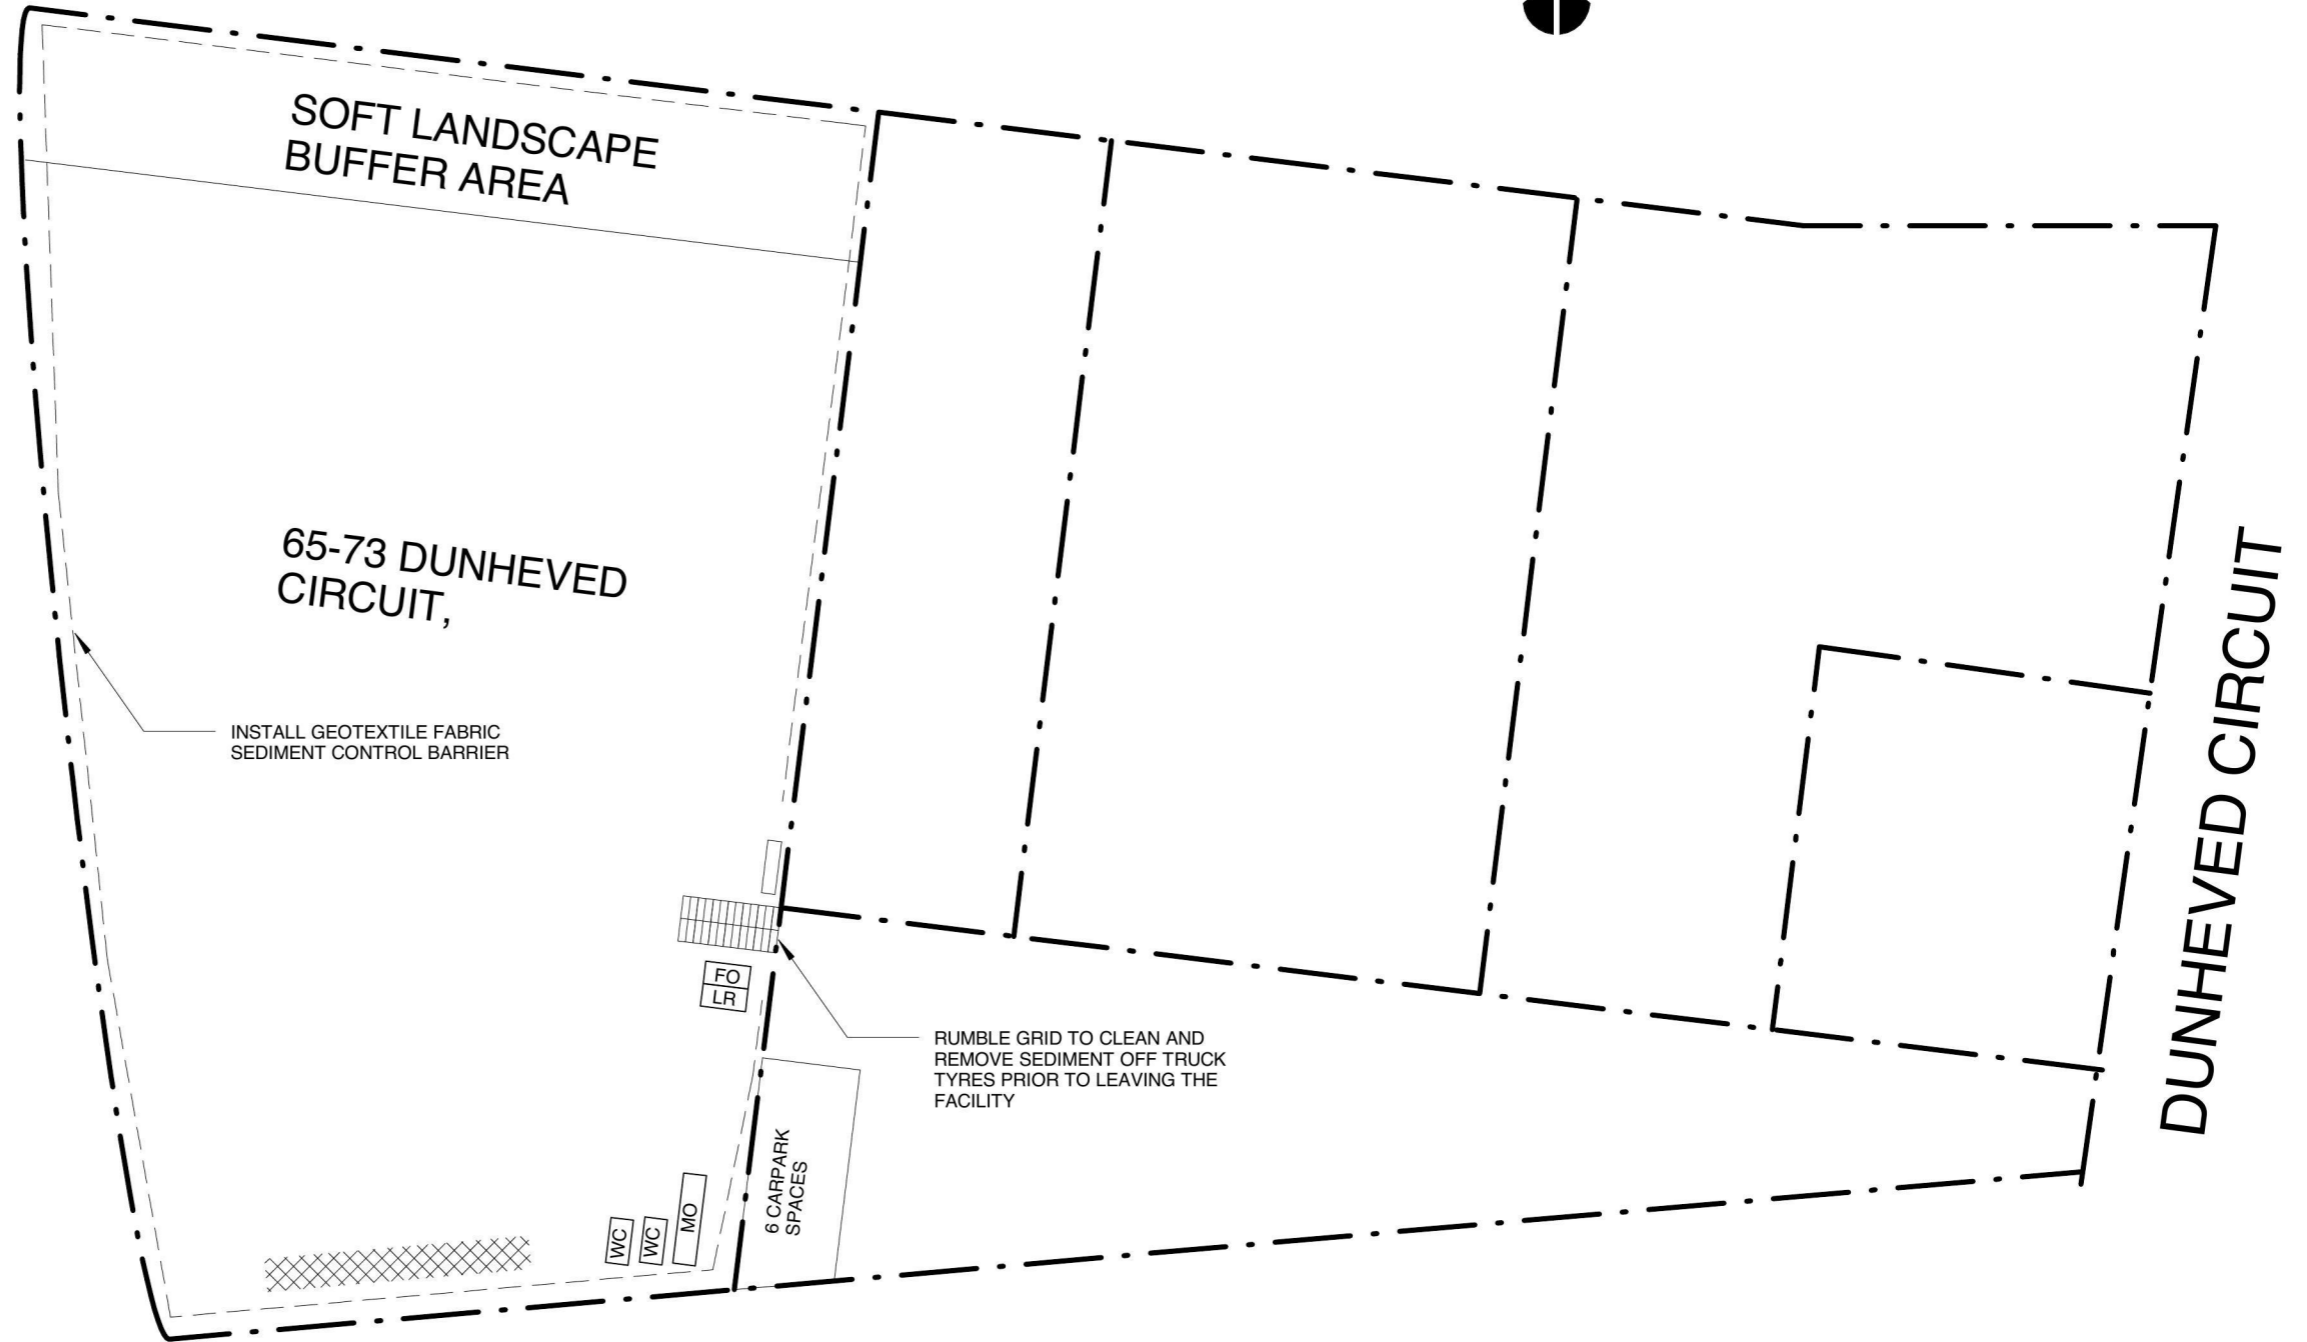 SOFT LANDSCAPE
BUFFER AREA
65-73 DUNHEVED
CIRCUIT,
INSTALL GEOTEXTILE FABRIC
SEDIMENT CONTROL BARRIER
FO
LR
RUMBLE GRID TO CLEAN AND
REMOVE SEDIMENT OFF TRUCK
TYRES PRIOR TO LEAVING THE
FACILITY
WC
WC
MO
6 CARPARK
SPACES
DUNHEVED CIRCUIT